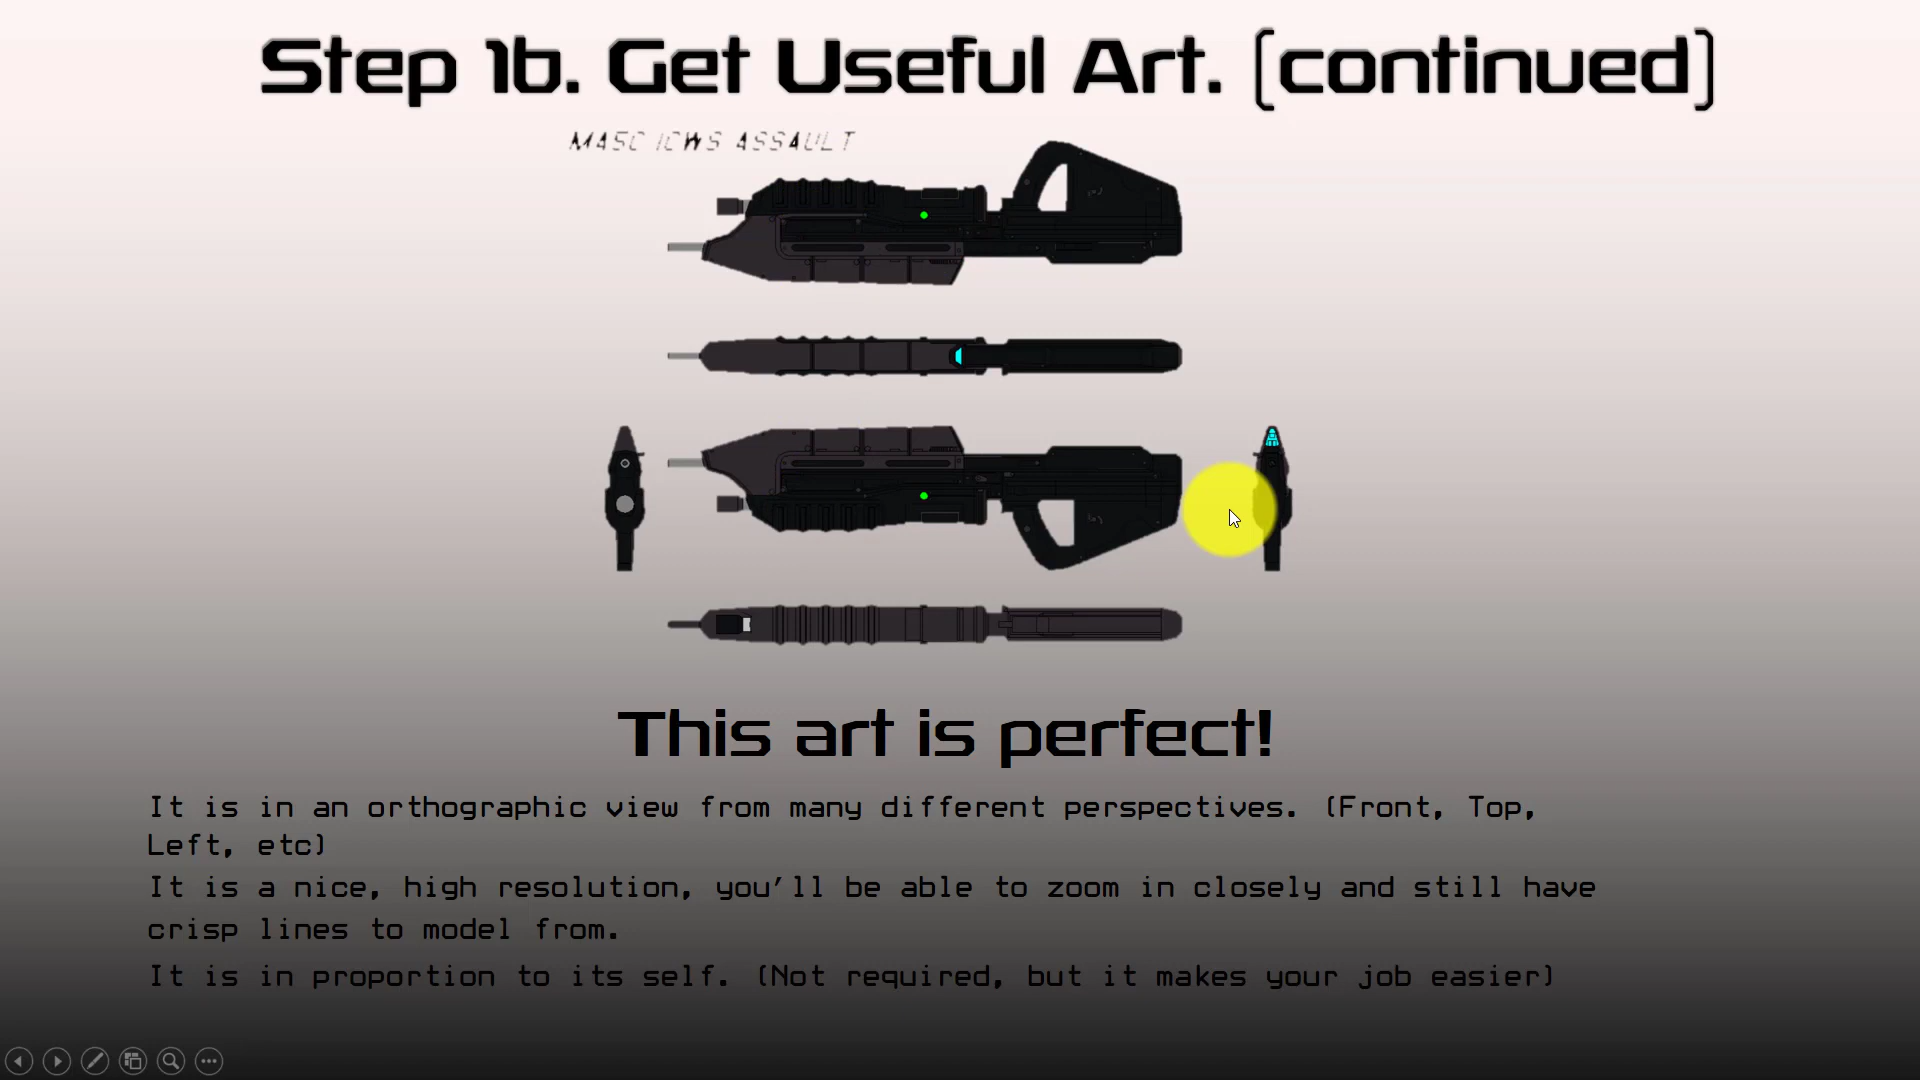 Step 1b. Get Useful Art. (continued)
MA5C ICWS ASSAULT
This art is perfect!
It is in an orthographic view from many different perspectives. (Front, Top,
Left, etc)
It is a nice, high resolution, you'll be able to zoom in closely and still have
crisp lines to model from.
It is in proportion to its self. (Not required, but it makes your job easier)